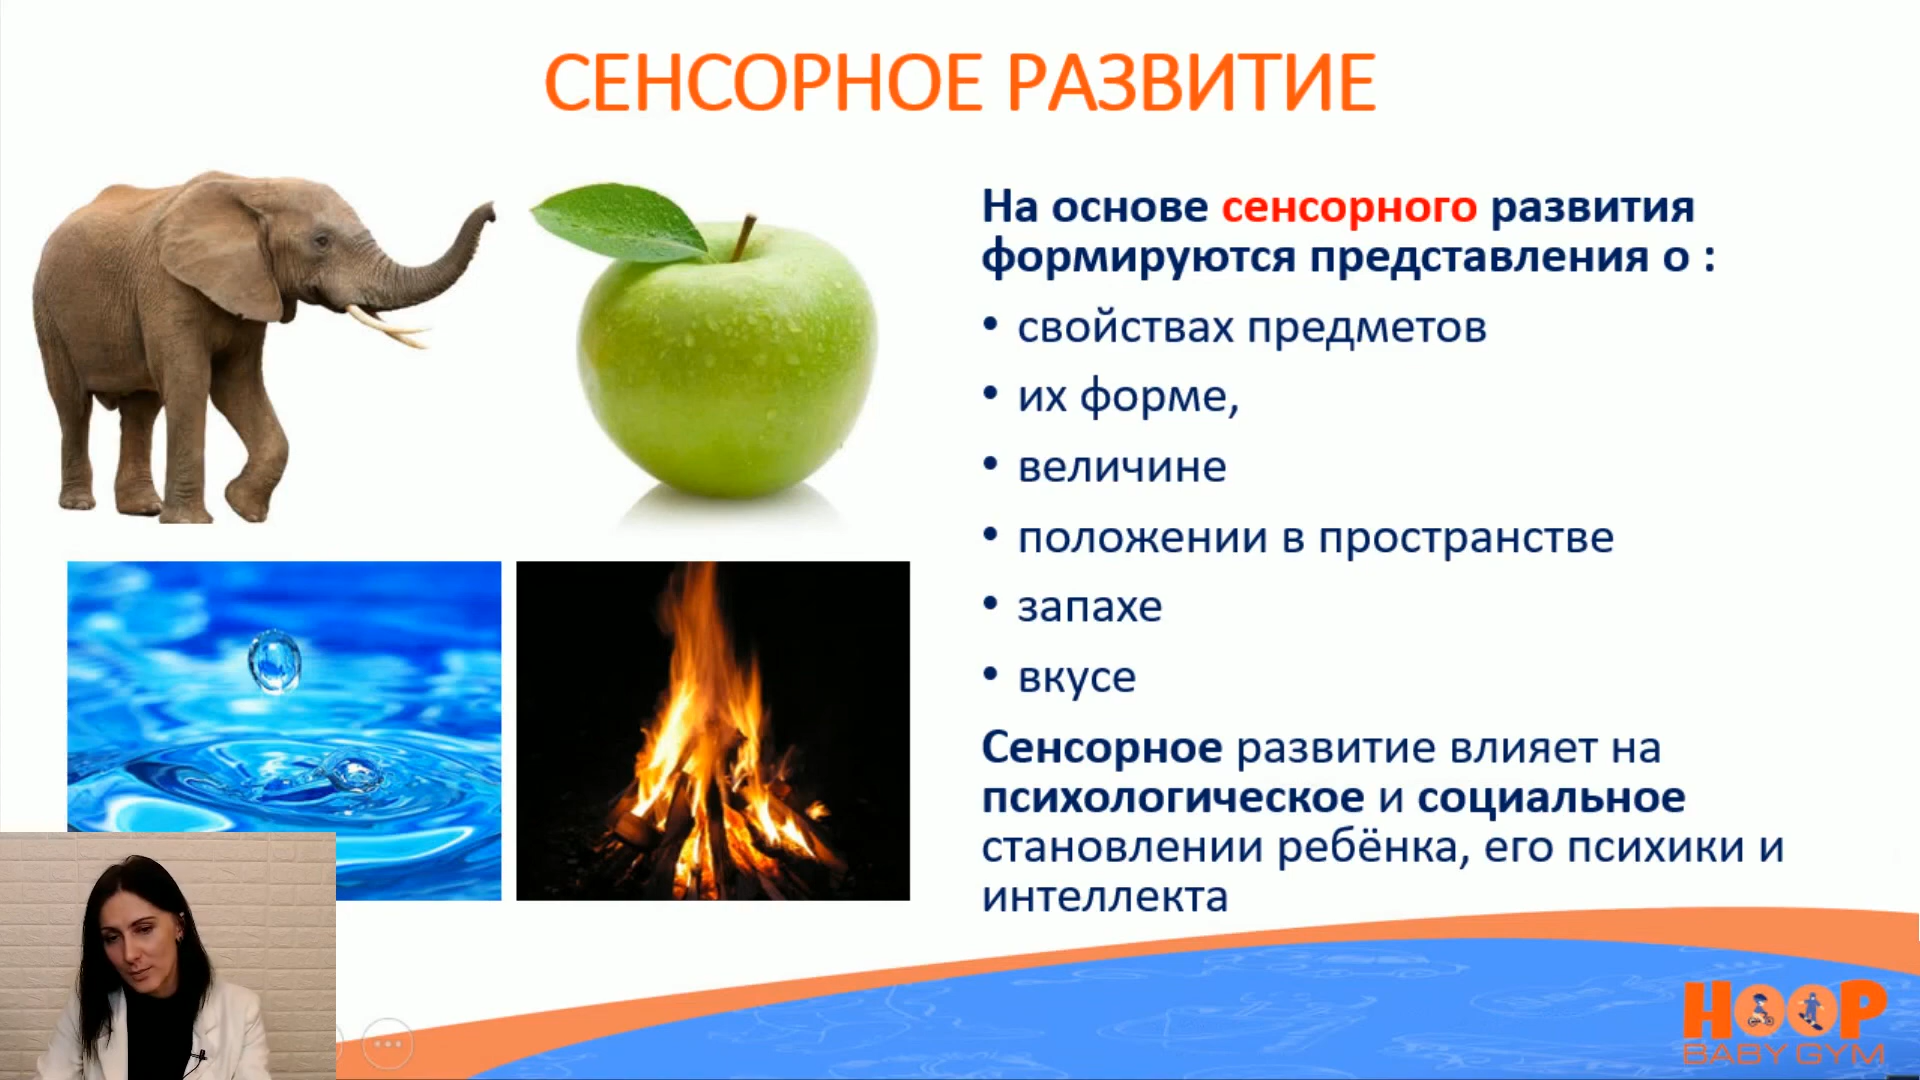 СЕНСОРНОЕ РАЗВИТИЕ
На основе сенсорного развития
формируются представления о :
• свойствах предметов
• их форме,
• величине
• положении в пространстве
• запахе
• вкусе
Сенсорное развитие влияет на
психологическое и социальное
становлении ребёнка, его психики и
интеллекта
HOOP
BABY GYM